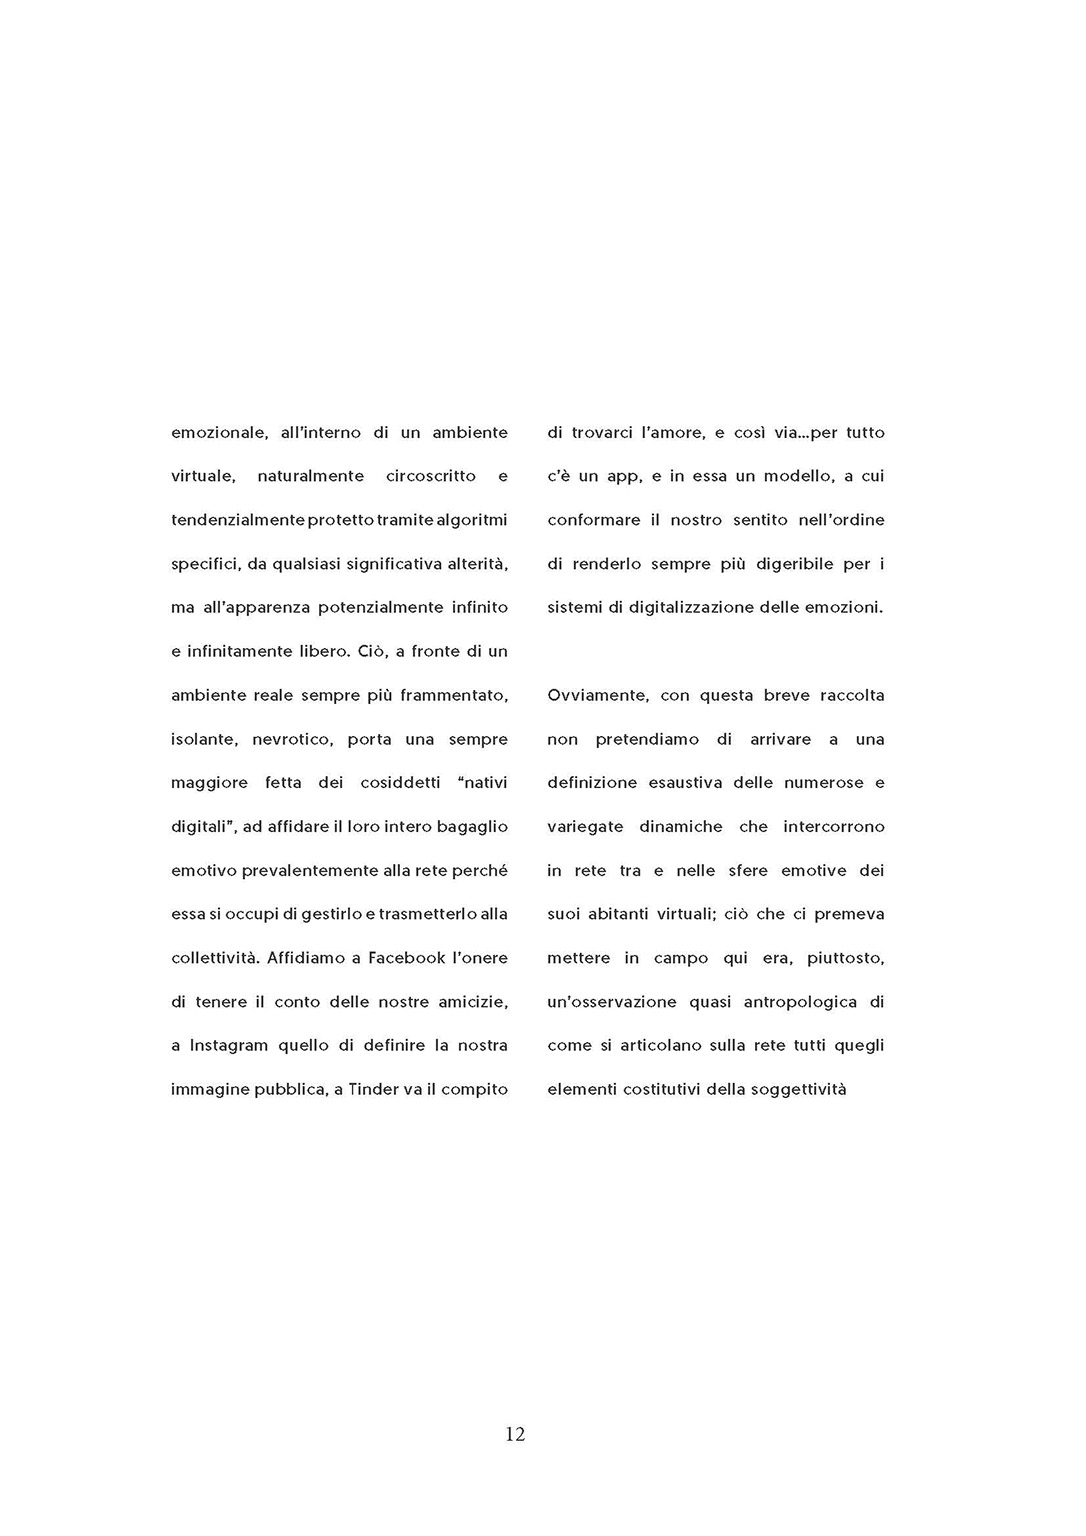 emozionale, all’interno di un ambiente
virtuale, naturalmente circoscritto e
tendenzialmente protetto tramite algoritmi
specifici, da qualsiasi significativa alterità,
ma all’apparenza potenzialmente infinito
e infinitamente libero. Ciò, a fronte di un
ambiente reale sempre più frammentato,
isolante, nevrotico, porta una sempre
maggiore fetta dei cosiddetti “nativi
digitali”, ad affidare il loro intero bagaglio
emotivo prevalentemente alla rete perché
essa si occupi di gestirlo e trasmetterlo alla
collettività. Affidiamo a Facebook l’onere
di tenere il conto delle nostre amicizie,
a Instagram quello di definire la nostra
immagine pubblica, a Tinder va il compito
di trovarci l’amore, e così via...per tutto
c’è un app, e in essa un modello, a cui
conformare il nostro sentito nell’ordine
di renderlo sempre più digeribile per i
sistemi di digitalizzazione delle emozioni.
Ovviamente, con questa breve raccolta
non pretendiamo di arrivare a una
definizione esaustiva delle numerose e
variegate dinamiche che intercorrono
in rete tra e nelle sfere emotive dei
suoi abitanti virtuali; ciò che ci premeva
mettere in campo qui era, piuttosto,
un’osservazione quasi antropologica di
come si articolano sulla rete tutti quegli
elementi costitutivi della soggettività
12